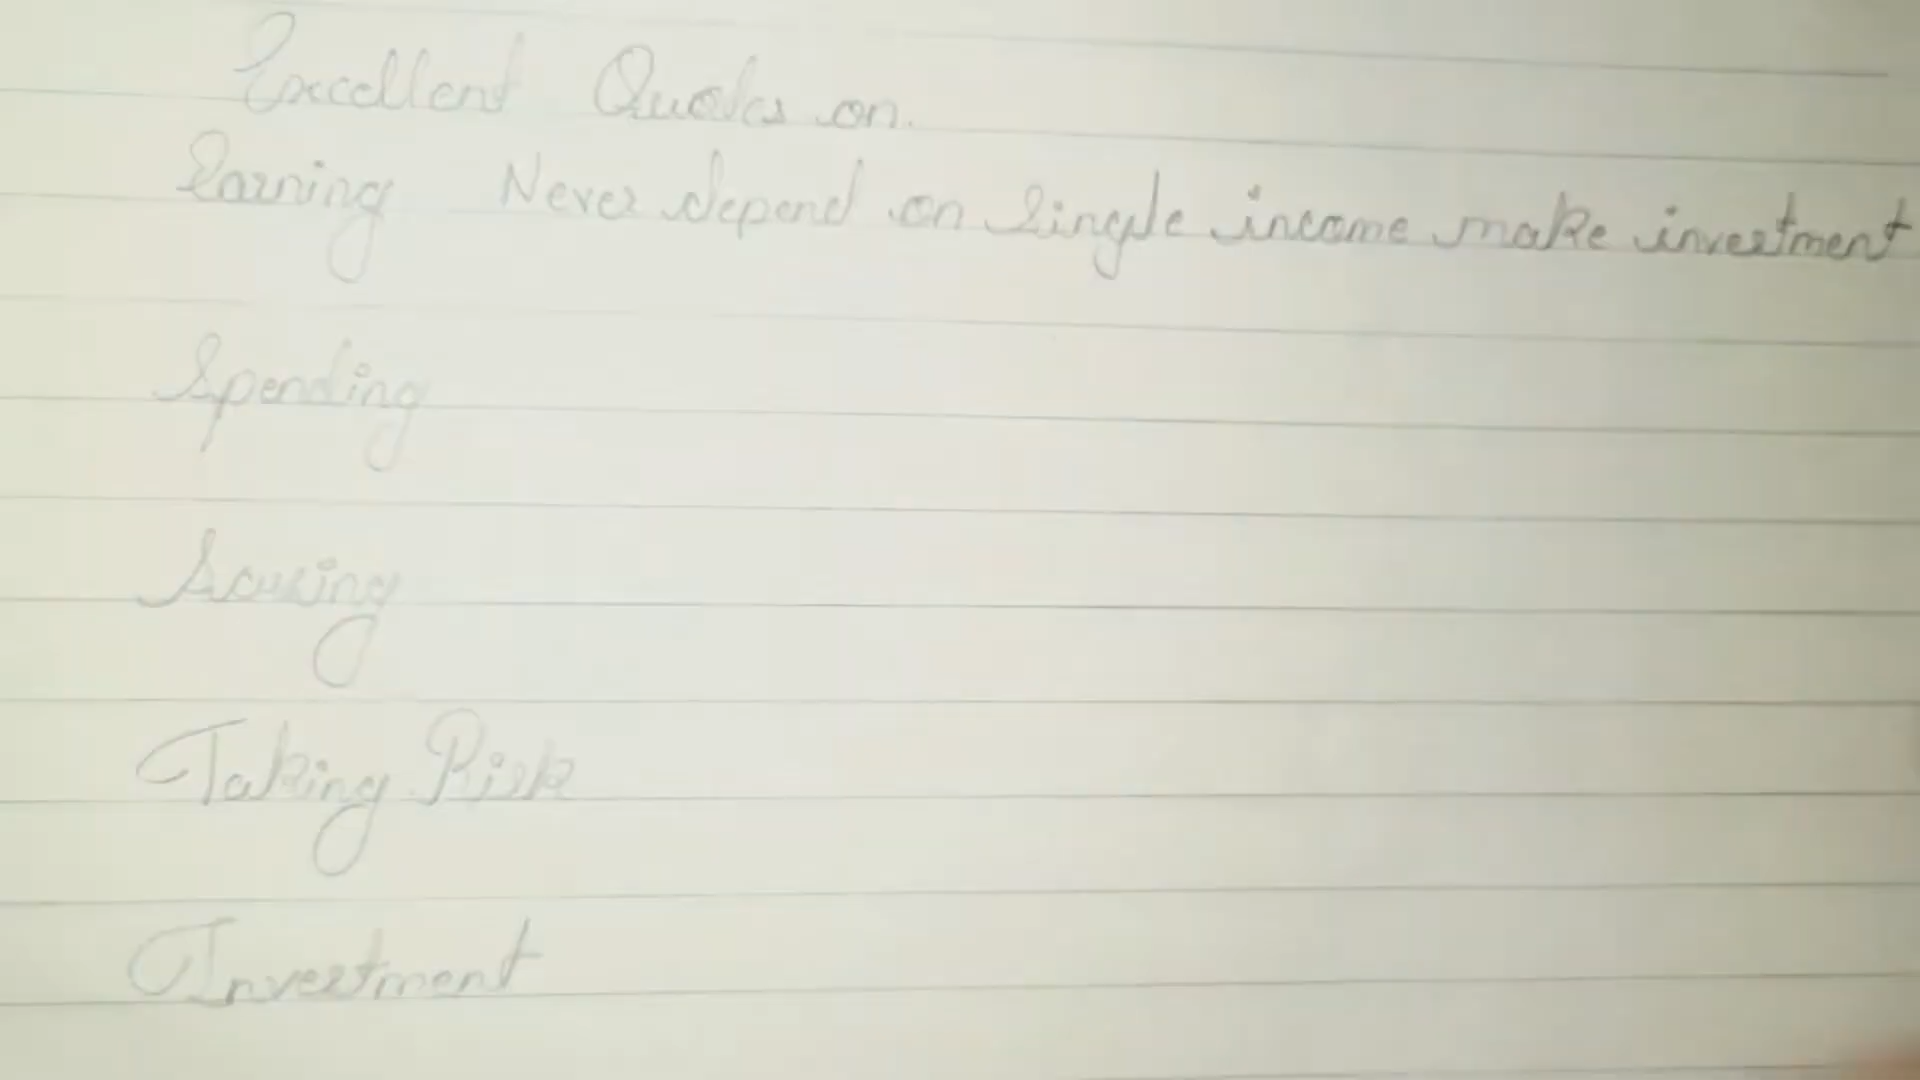 Excellent Quotes on.
Earning Never depend on Single income make investment
Spending
Saving
Taking Risk
Investment